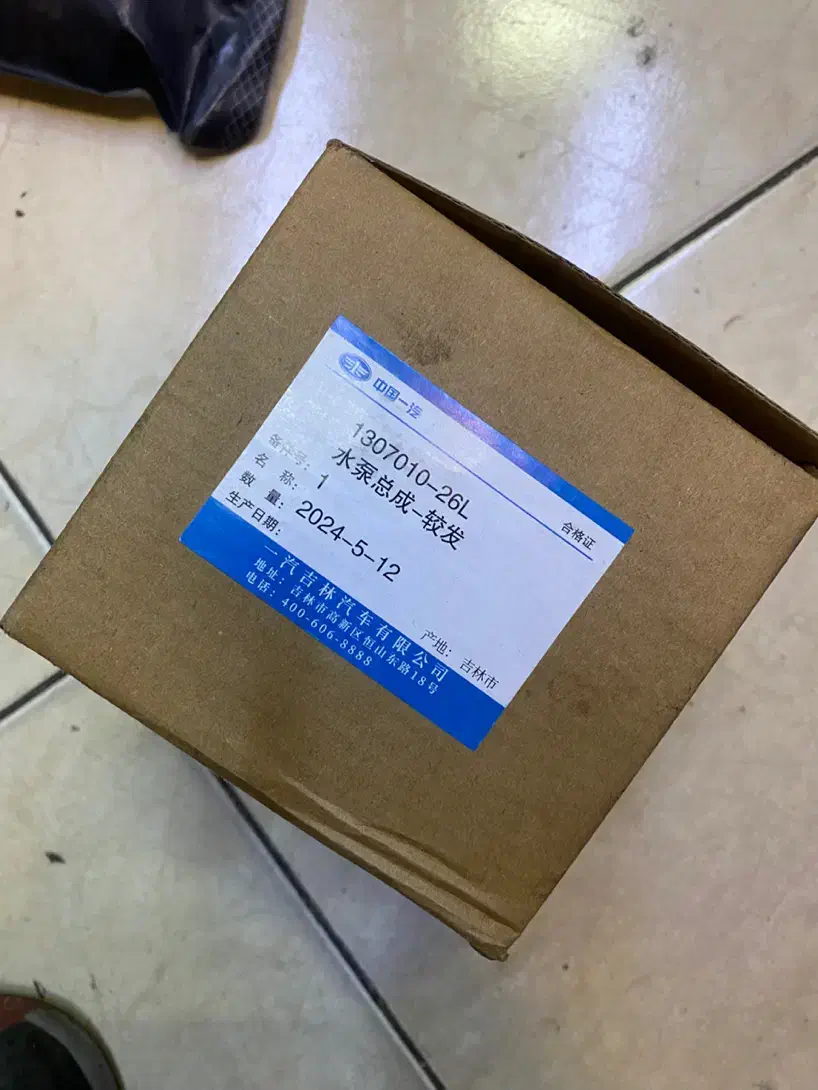 中国一汽
合格证
备件号: 1307010-26L
名 称: 水泵总成-较发
数 量: 1
生产日期: 2024-5-12
产地: 吉林市
一汽吉林汽车有限公司
地址: 吉林市高新区恒山东路18号
电话: 400-606-8888